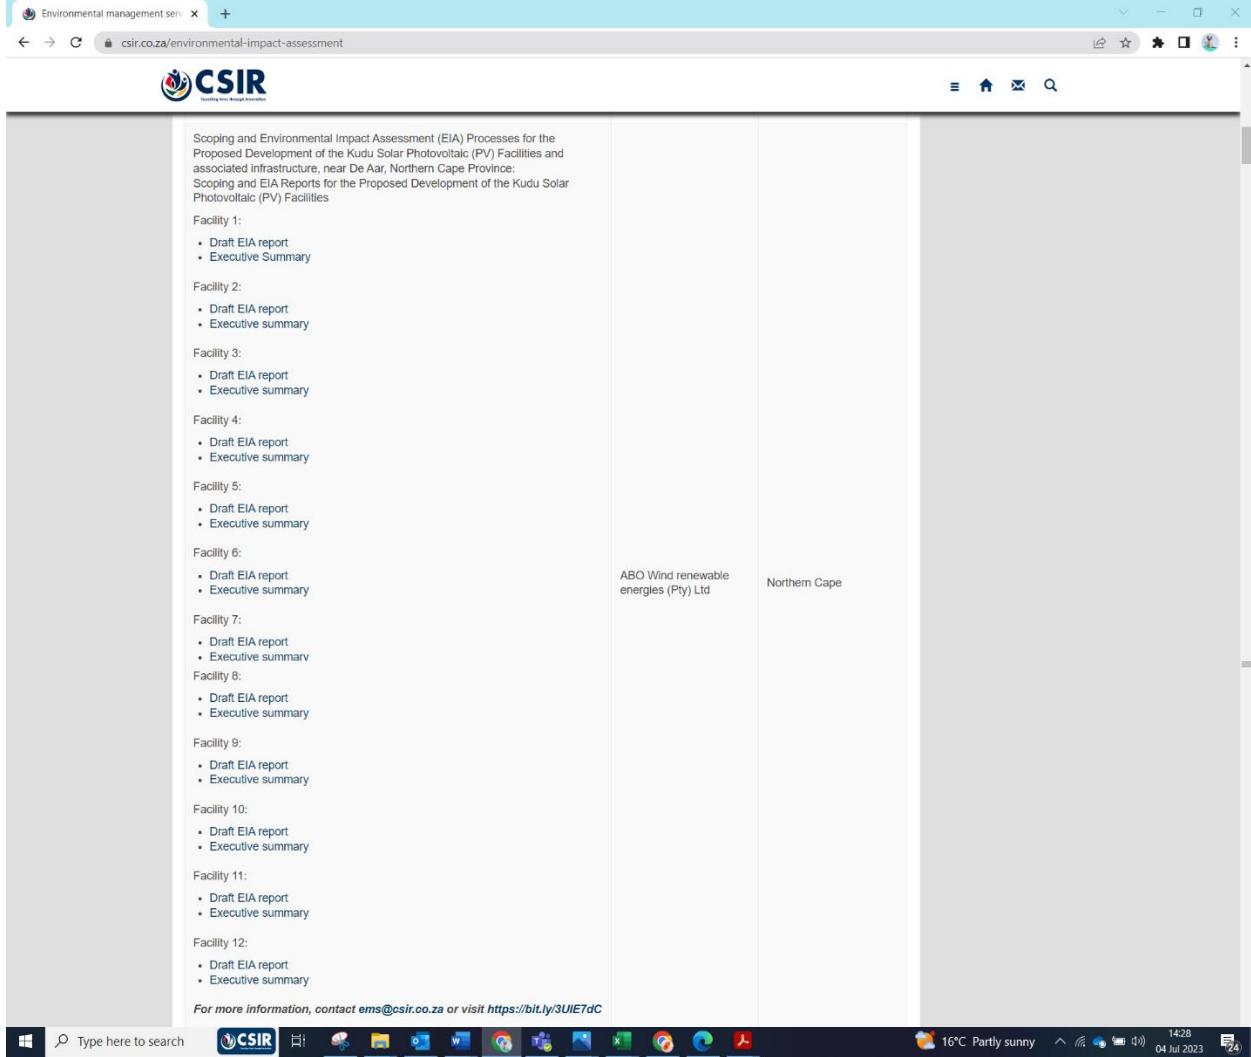 Environmental management serv
csir.co.za/environmental-impact-assessment
CSIR
Touching lives through innovation
Scoping and Environmental Impact Assessment (EIA) Processes for the
Proposed Development of the Kudu Solar Photovoltaic (PV) Facilities and
associated infrastructure, near De Aar, Northern Cape Province:
Scoping and EIA Reports for the Proposed Development of the Kudu Solar
Photovoltaic (PV) Facilities
Facility 1:
• Draft EIA report
• Executive Summary
Facility 2:
• Draft EIA report
• Executive summary
Facility 3:
• Draft EIA report
• Executive summary
Facility 4:
• Draft EIA report
• Executive summary
Facility 5:
• Draft EIA report
• Executive summary
Facility 6:
• Draft EIA report
• Executive summary
Facility 7:
• Draft EIA report
• Executive summary
Facility 8:
• Draft EIA report
• Executive summary
Facility 9:
• Draft EIA report
• Executive summary
Facility 10:
• Draft EIA report
• Executive summary
Facility 11:
• Draft EIA report
• Executive summary
Facility 12:
• Draft EIA report
• Executive summary
For more information, contact ems@csir.co.za or visit https://bit.ly/3UIE7dC
ABO Wind renewable
energies (Pty) Ltd
Northern Cape
Type here to search
CSIR
16°C Partly sunny
14:28
04 Jul 2023
24